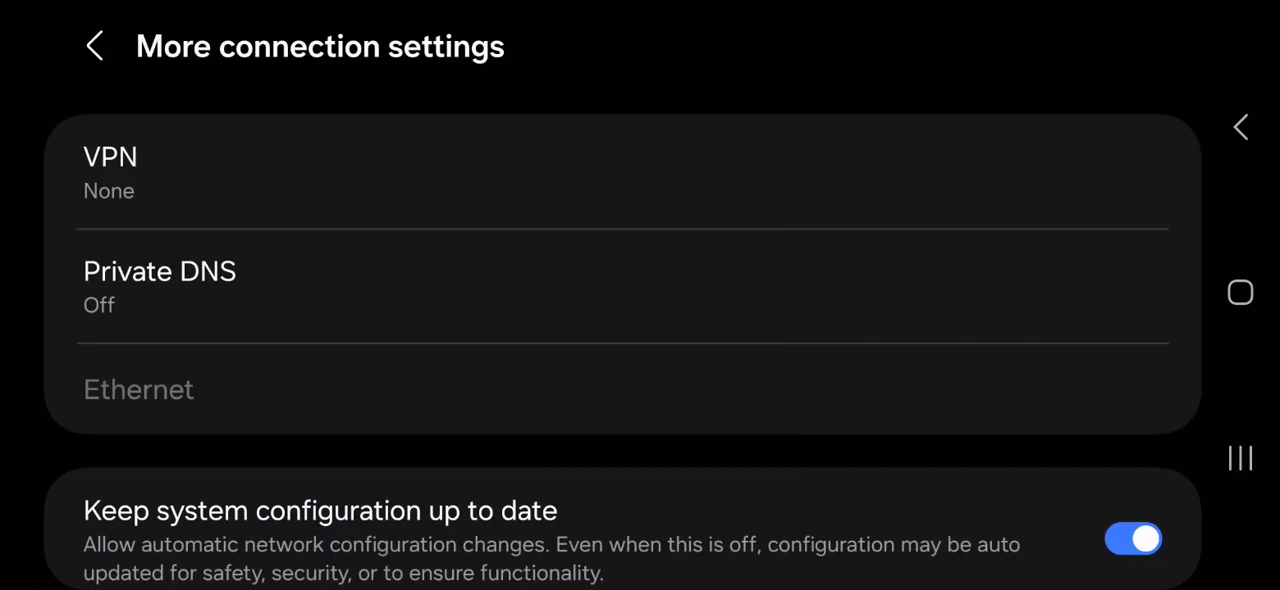 More connection settings
VPN
None
Private DNS
Off
Ethernet
Keep system configuration up to date
Allow automatic network configuration changes. Even when this is off, configuration may be auto
updated for safety, security, or to ensure functionality.